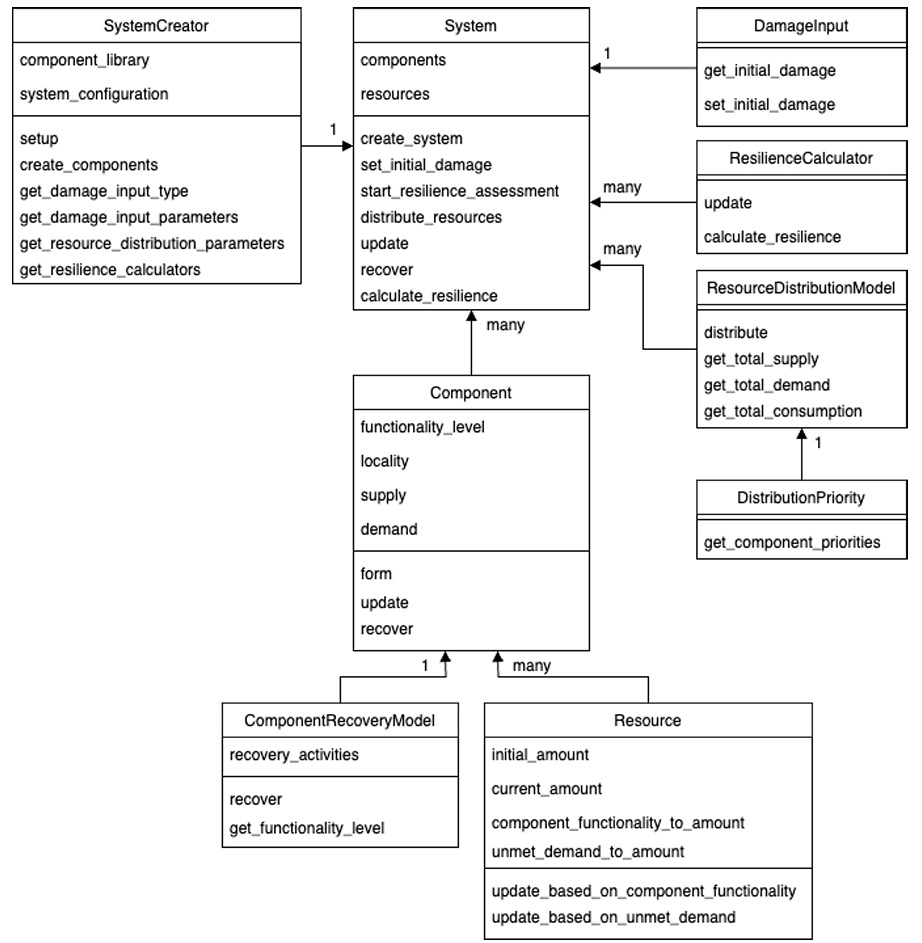 SystemCreator
component_library
system_configuration
setup
create_components
get_damage_input_type
get_damage_input_parameters
get_resource_distribution_parameters
get_resilience_calculators
1
System
components
resources
create_system
set_initial_damage
start_resilience_assessment
distribute_resources
update
recover
calculate_resilience
1
DamageInput
get_initial_damage
set_initial_damage
many
ResilienceCalculator
update
calculate_resilience
many
ResourceDistributionModel
distribute
get_total_supply
get_total_demand
get_total_consumption
1
DistributionPriority
get_component_priorities
many
Component
functionality_level
locality
supply
demand
form
update
recover
1
many
ComponentRecoveryModel
recovery_activities
recover
get_functionality_level
Resource
initial_amount
current_amount
component_functionality_to_amount
unmet_demand_to_amount
update_based_on_component_functionality
update_based_on_unmet_demand